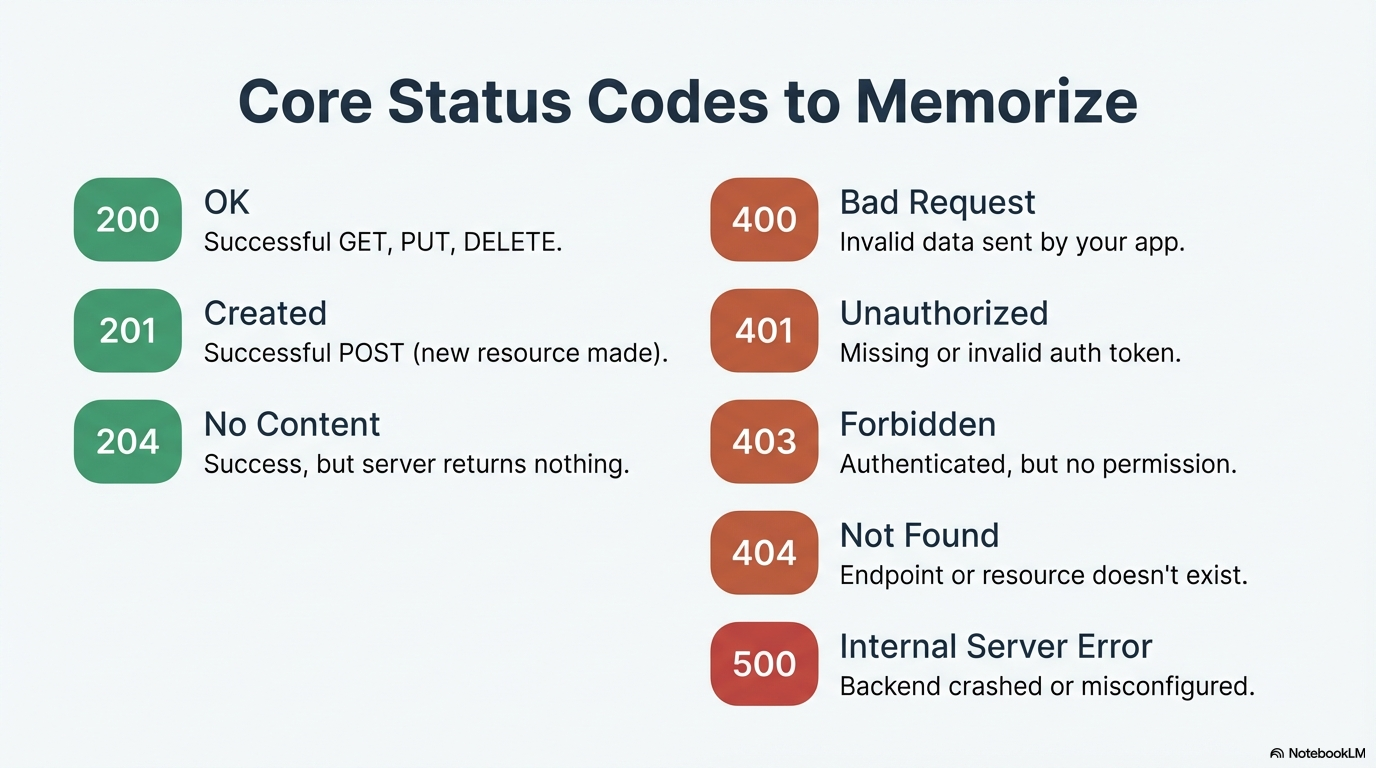 Core Status Codes to Memorize
200
OK
Successful GET, PUT, DELETE.
201
Created
Successful POST (new resource made).
204
No Content
Success, but server returns nothing.
400
Bad Request
Invalid data sent by your app.
401
Unauthorized
Missing or invalid auth token.
403
Forbidden
Authenticated, but no permission.
404
Not Found
Endpoint or resource doesn't exist.
500
Internal Server Error
Backend crashed or misconfigured.
NotebookLM